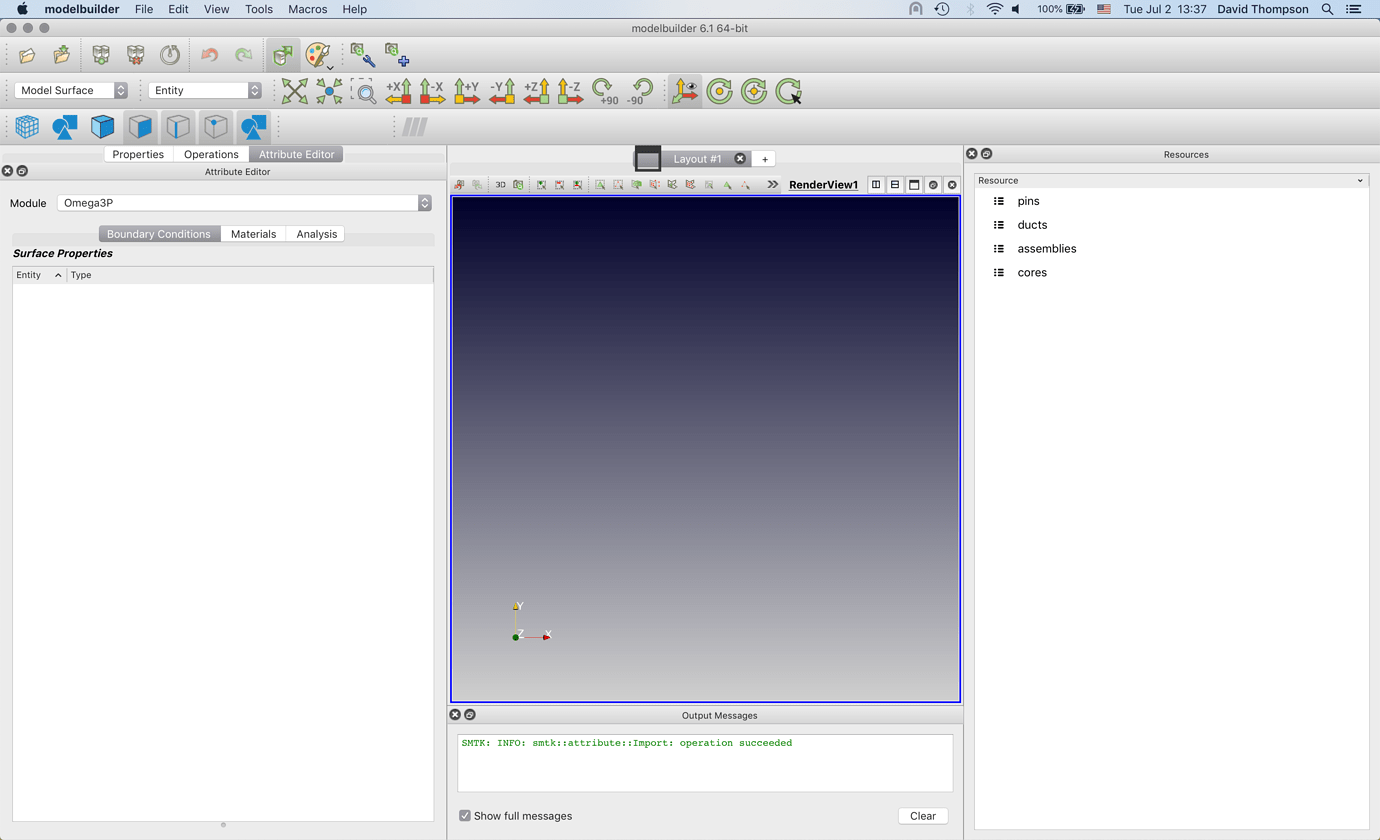 modelbuilder File Edit View Tools Macros Help 100% Tue Jul 2 13:37 David Thompson
modelbuilder 6.1 64-bit
Model Surface Entity +X -X +Y -Y +Z -Z +90 -90
Properties Operations Attribute Editor
Attribute Editor
Module Omega3P
Boundary Conditions Materials Analysis
Surface Properties
Entity Type
Layout #1 +
3D RenderView1
Y
Z X
Output Messages
SMTK: INFO: smtk::attribute::Import: operation succeeded
Show full messages Clear
Resources
Resource
pins
ducts
assemblies
cores